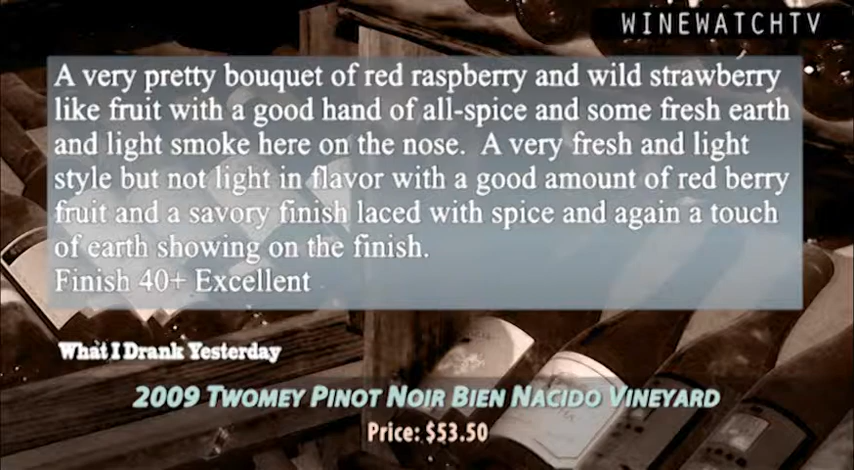 WINEWATCHTV
A very pretty bouquet of red raspberry and wild strawberry
like fruit with a good hand of all-spice and some fresh earth
and light smoke here on the nose.  A very fresh and light
style but not light in flavor with a good amount of red berry
fruit and a savory finish laced with spice and again a touch
of earth showing on the finish.
Finish 40+ Excellent
What I Drank Yesterday
2009 Twomey Pinot Noir Bien Nacido Vineyard
Price: $53.50